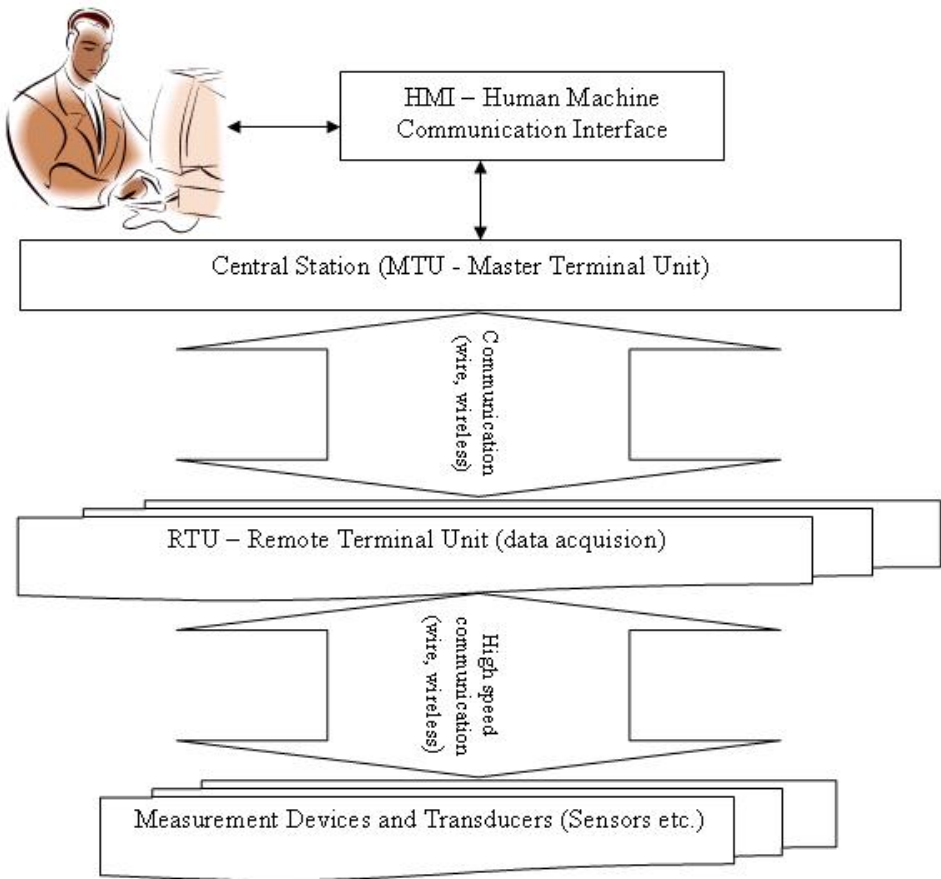 HMI – Human Machine
Communication Interface
Central Station (MTU - Master Terminal Unit)
Communication
(wire, wireless)
RTU – Remote Terminal Unit (data acquision)
High speed
communication
(wire, wireless)
Measurement Devices and Transducers (Sensors etc.)